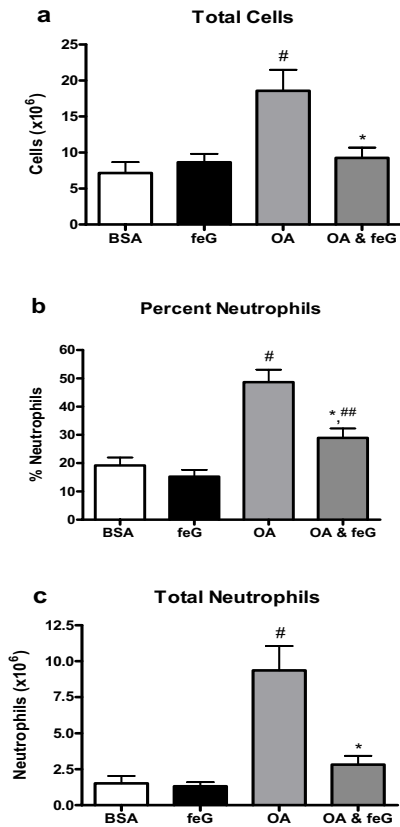 a
Total Cells
Cells (x10⁶)
25
20
15
10
5
0
#
*
BSA feG OA OA & feG
b
Percent Neutrophils
% Neutrophils
60
50
40
30
20
10
0
#
*, ##
BSA feG OA OA & feG
c
Total Neutrophils
Neutrophils (x10⁶)
12.5
10.0
7.5
5.0
2.5
0.0
#
*
BSA feG OA OA & feG